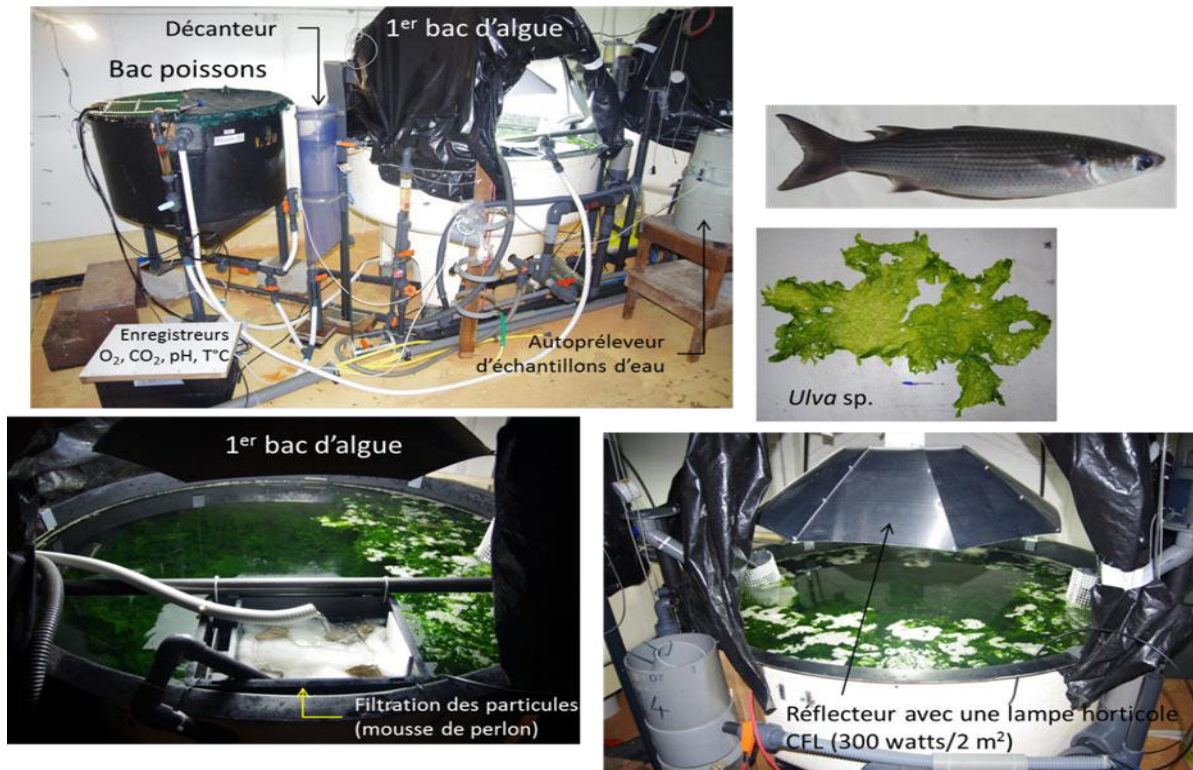 Décanteur
1er bac d'algue
Bac poissons
Enregistreurs
O2, CO2, pH, T°C
Autopréleveur
d'échantillons d'eau
Ulva sp.
1er bac d'algue
Filtration des particules
(mousse de perlon)
4
Réflecteur avec une lampe horticole
CFL (300 watts/2 m²)